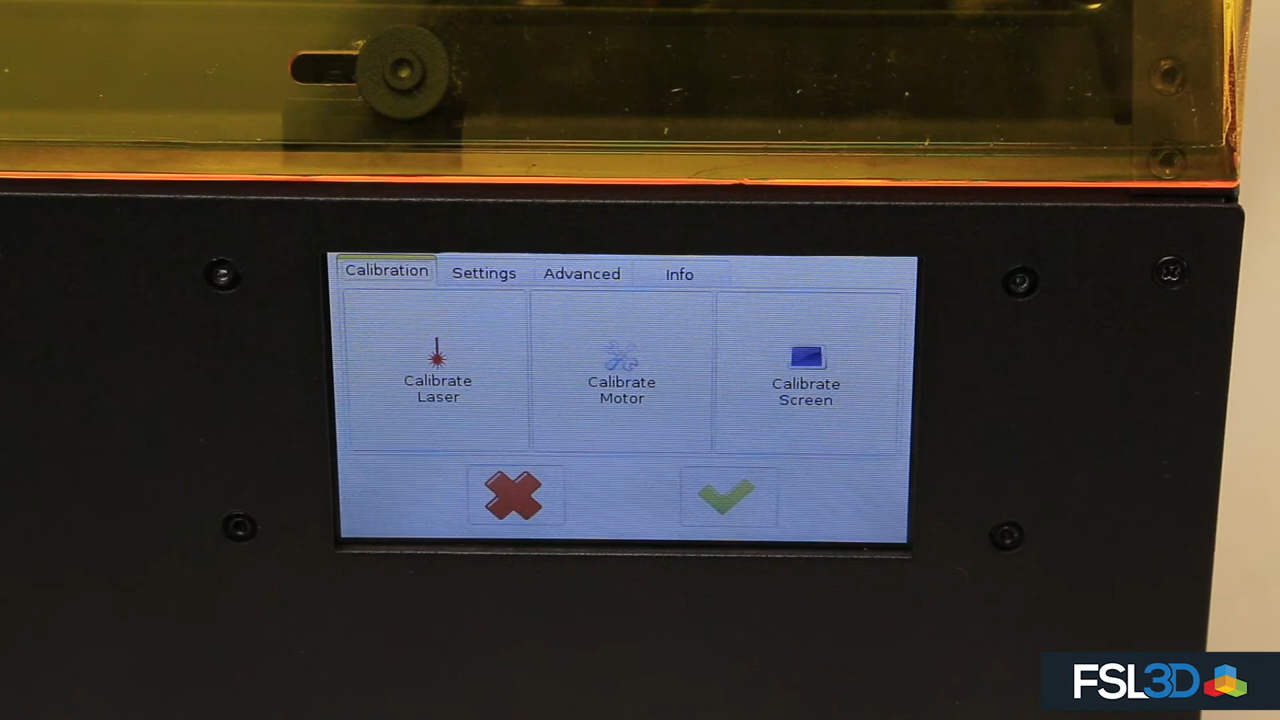 Calibration Settings Advanced Info
Calibrate
Laser
Calibrate
Motor
Calibrate
Screen
FSL3D